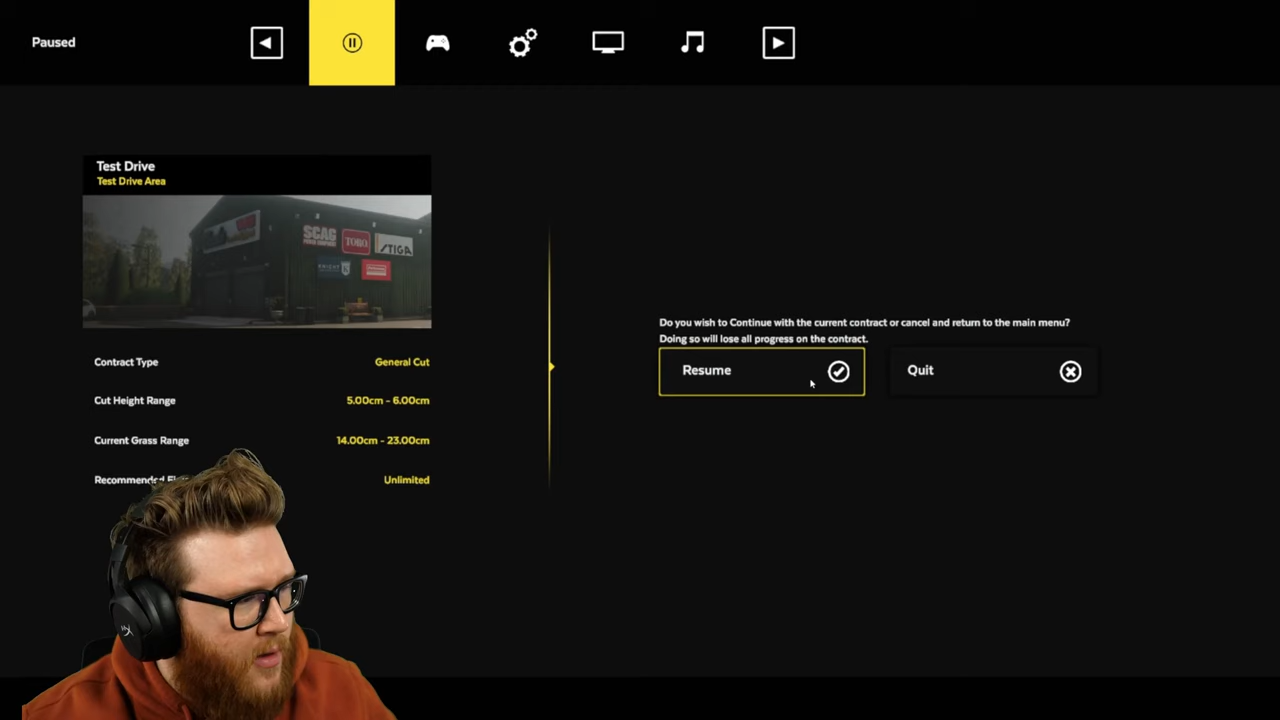 Paused
Test Drive
Test Drive Area
SCAG
TORO
STIGA
KNIGHT
Contract Type
General Cut
Cut Height Range
5.00cm - 6.00cm
Current Grass Range
14.00cm - 23.00cm
Recommended
Unlimited
Do you wish to Continue with the current contract or cancel and return to the main menu?
Doing so will lose all progress on the contract.
Resume
Quit